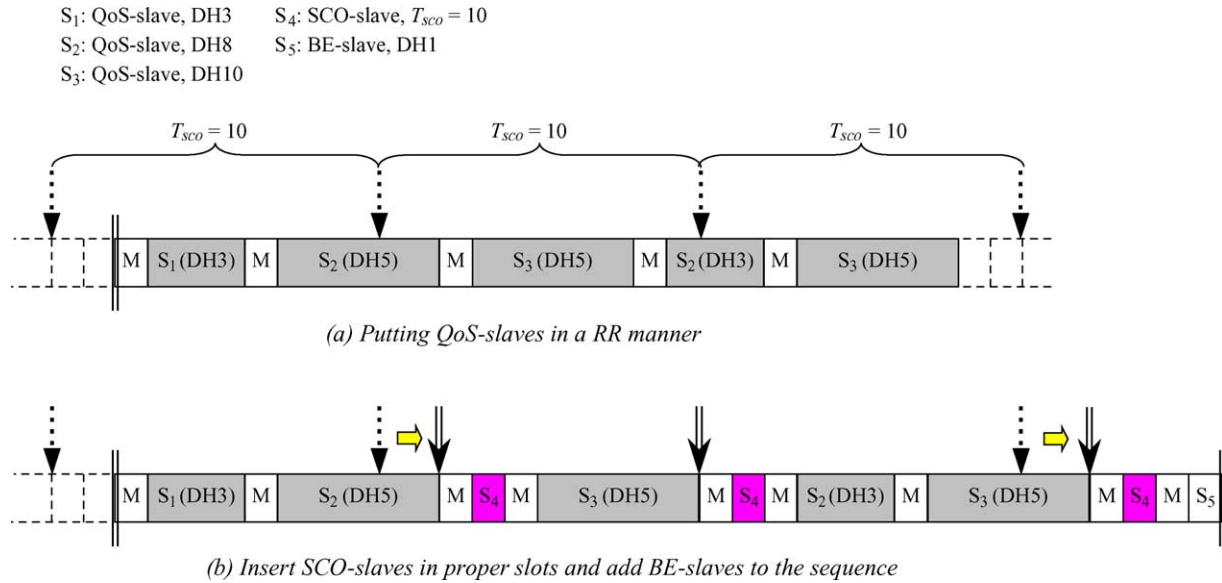 S₁: QoS-slave, DH3 S₄: SCO-slave, Tsco = 10
S₂: QoS-slave, DH8 S₅: BE-slave, DH1
S₃: QoS-slave, DH10
Tsco = 10 Tsco = 10 Tsco = 10
M S₁(DH3) M S₂(DH5) M S₃(DH5) M S₂(DH3) M S₃(DH5)
(a) Putting QoS-slaves in a RR manner
M S₁(DH3) M S₂(DH5) M S₄ M S₃(DH5) M S₄ M S₂(DH3) M S₃(DH5) M S₄ M S₅
(b) Insert SCO-slaves in proper slots and add BE-slaves to the sequence